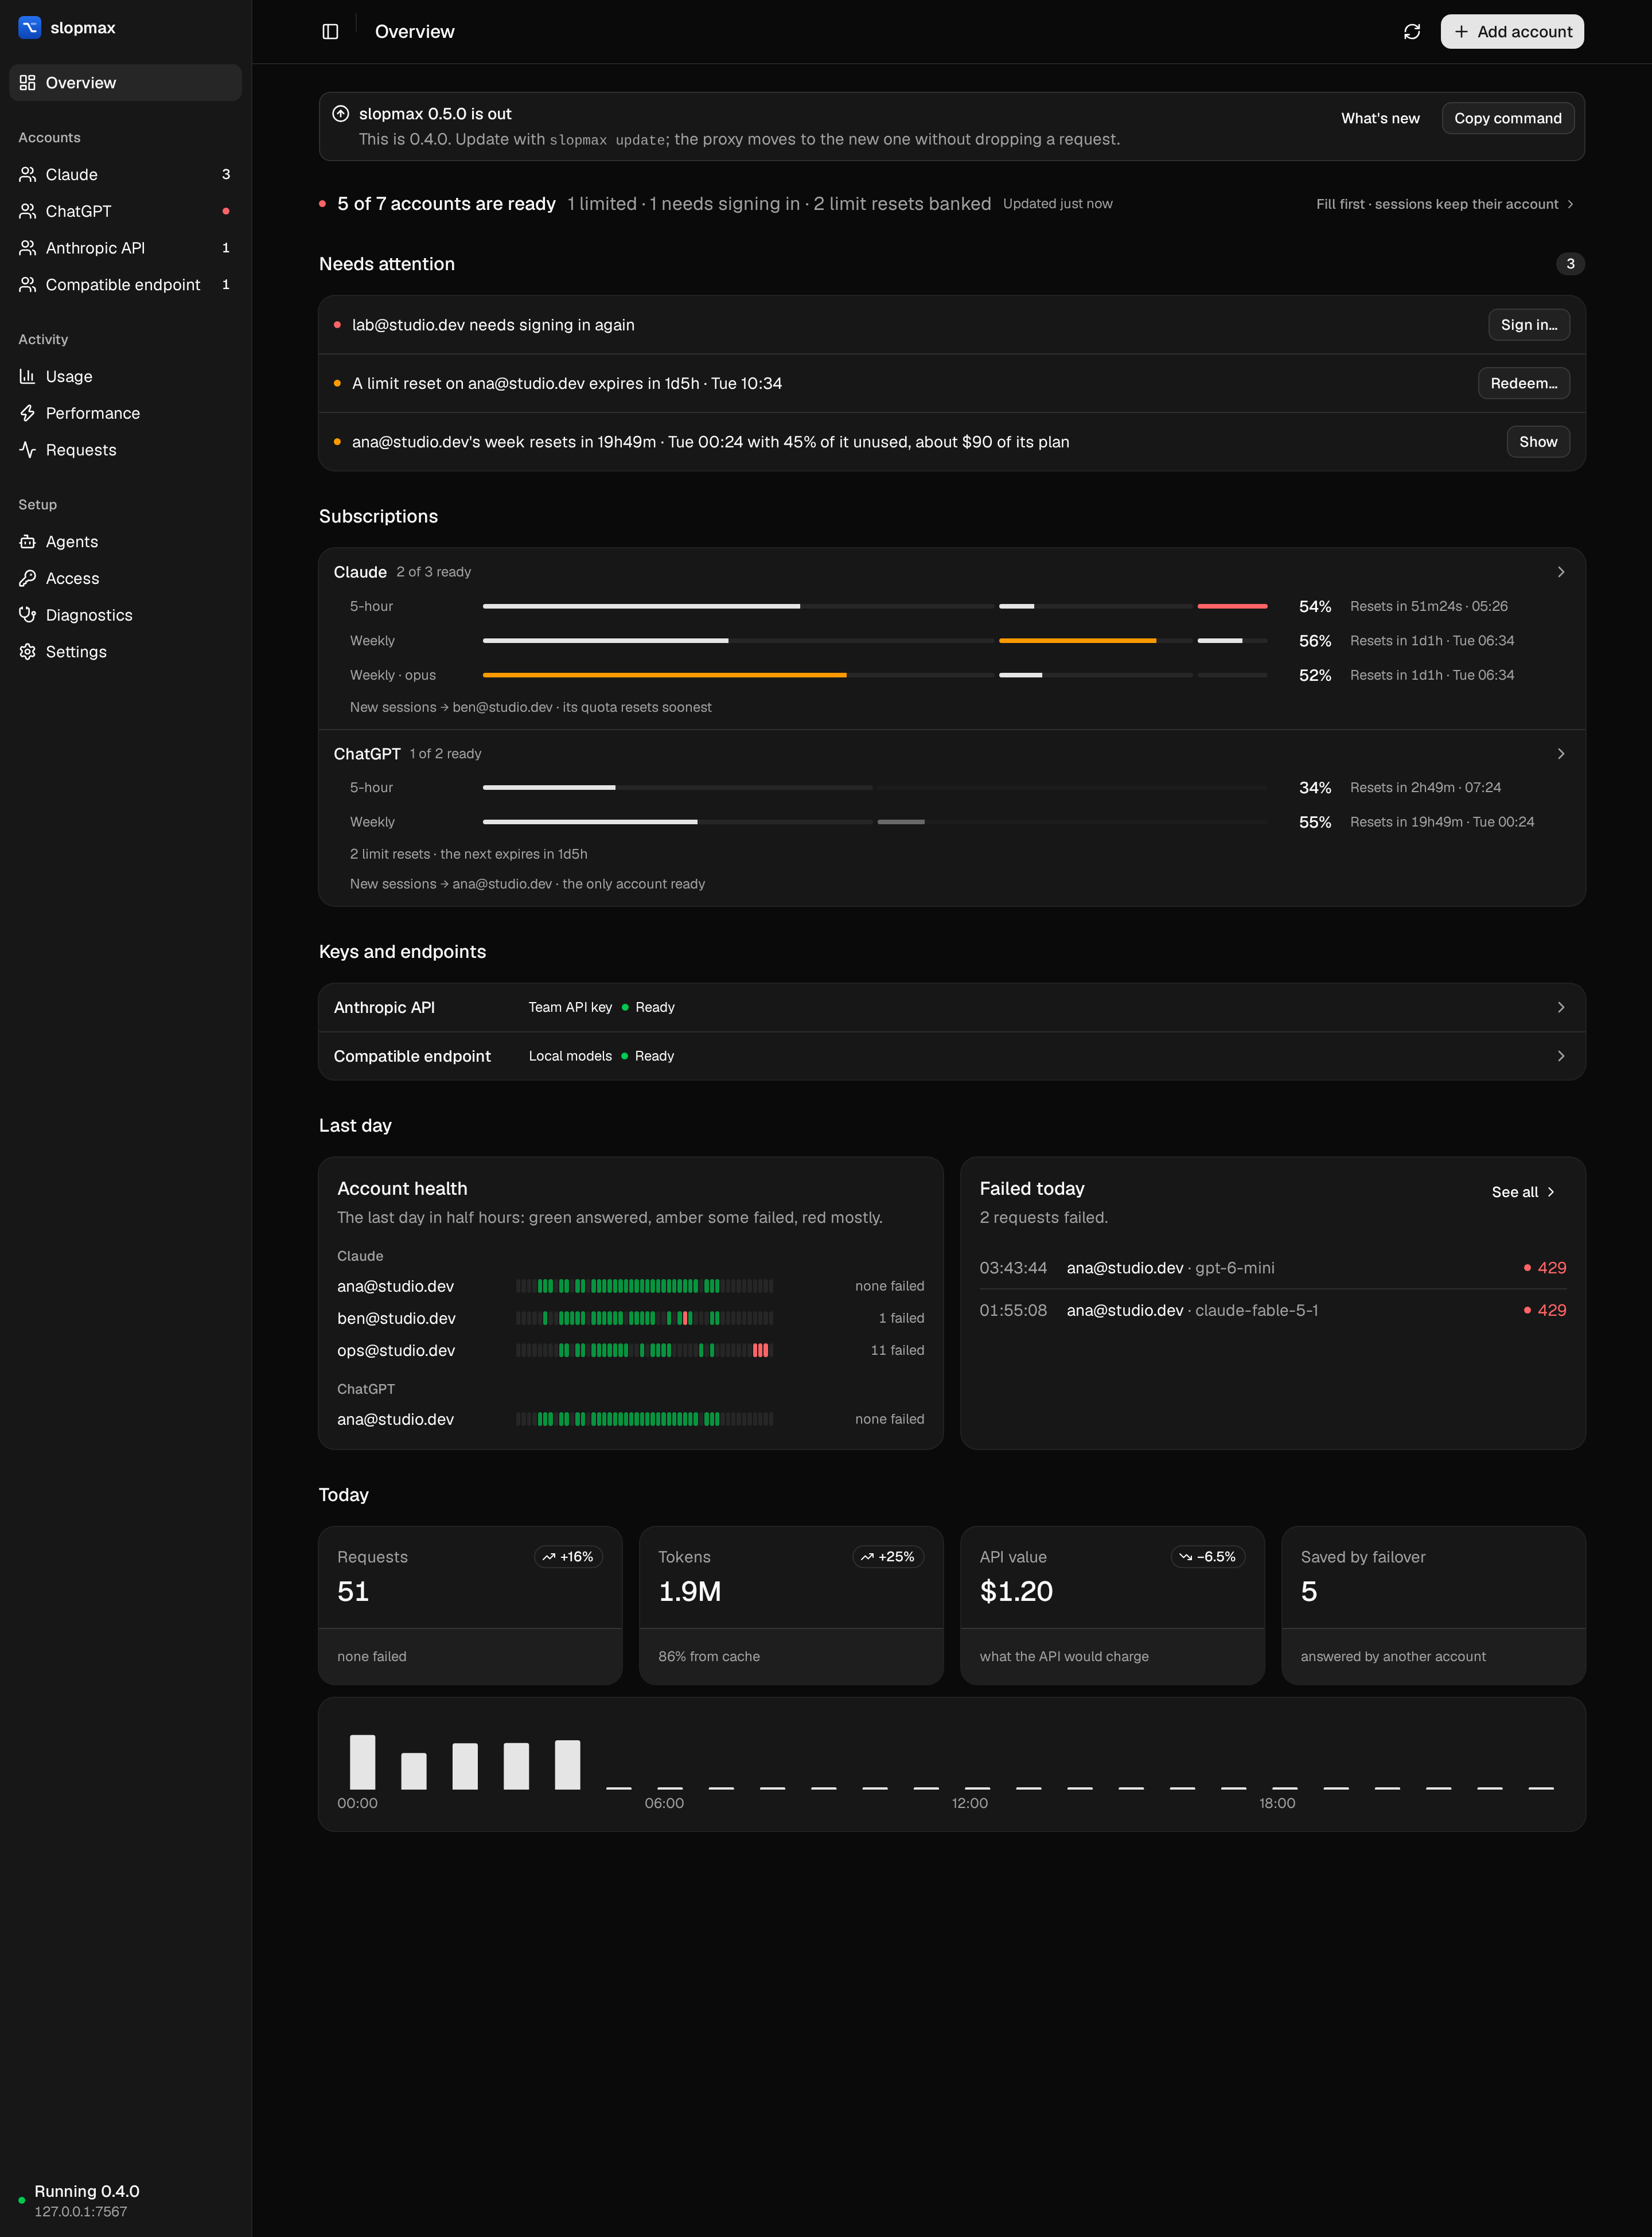 slopmax
Overview
Accounts
Claude 3
ChatGPT
Anthropic API 1
Compatible endpoint 1
Activity
Usage
Performance
Requests
Setup
Agents
Access
Diagnostics
Settings
Running 0.4.0
127.0.0.1:7567
Overview
Add account
slopmax 0.5.0 is out
This is 0.4.0. Update with slopmax update; the proxy moves to the new one without dropping a request.
What's new
Copy command
5 of 7 accounts are ready 1 limited · 1 needs signing in · 2 limit resets banked Updated just now
Fill first · sessions keep their account
Needs attention 3
lab@studio.dev needs signing in again Sign in…
A limit reset on ana@studio.dev expires in 1d5h · Tue 10:34 Redeem…
ana@studio.dev's week resets in 19h49m · Tue 00:24 with 45% of it unused, about $90 of its plan Show
Subscriptions
Claude 2 of 3 ready
5-hour 54% Resets in 51m24s · 05:26
Weekly 56% Resets in 1d1h · Tue 06:34
Weekly · opus 52% Resets in 1d1h · Tue 06:34
New sessions → ben@studio.dev · its quota resets soonest
ChatGPT 1 of 2 ready
5-hour 34% Resets in 2h49m · 07:24
Weekly 55% Resets in 19h49m · Tue 00:24
2 limit resets · the next expires in 1d5h
New sessions → ana@studio.dev · the only account ready
Keys and endpoints
Anthropic API Team API key Ready
Compatible endpoint Local models Ready
Last day
Account health
The last day in half hours: green answered, amber some failed, red mostly.
Claude
ana@studio.dev none failed
ben@studio.dev 1 failed
ops@studio.dev 11 failed
ChatGPT
ana@studio.dev none failed
Failed today
See all
2 requests failed.
03:43:44 ana@studio.dev · gpt-6-mini 429
01:55:08 ana@studio.dev · claude-fable-5-1 429
Today
Requests +16%
51
none failed
Tokens +25%
1.9M
86% from cache
API value −6.5%
$1.20
what the API would charge
Saved by failover
5
answered by another account
00:00 06:00 12:00 18:00